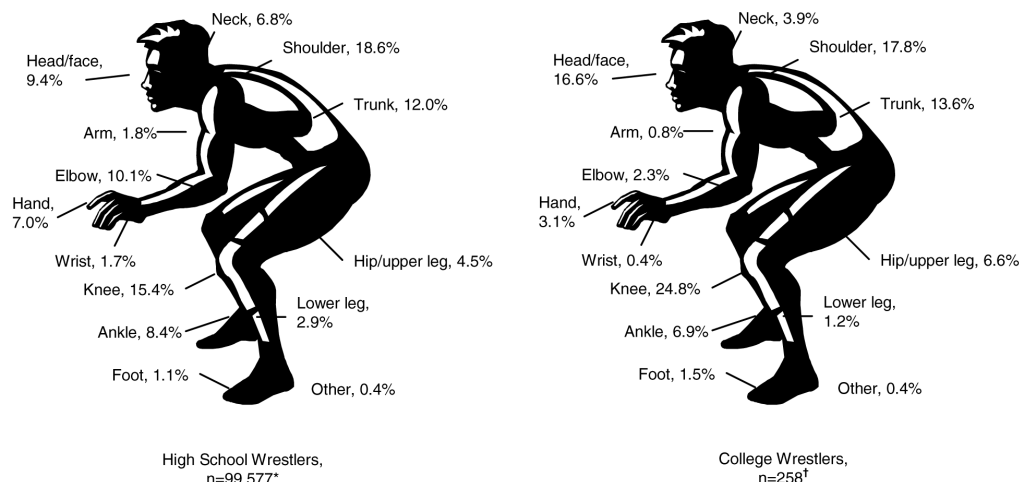 Neck, 6.8%
Shoulder, 18.6%
Head/face,
9.4%
Trunk, 12.0%
Arm, 1.8%
Elbow, 10.1%
Hand,
7.0%
Wrist, 1.7%
Hip/upper leg, 4.5%
Knee, 15.4%
Lower leg,
2.9%
Ankle, 8.4%
Foot, 1.1%
Other, 0.4%
High School Wrestlers,
n=99,577*
Neck, 3.9%
Shoulder, 17.8%
Head/face,
16.6%
Trunk, 13.6%
Arm, 0.8%
Elbow, 2.3%
Hand,
3.1%
Wrist, 0.4%
Hip/upper leg, 6.6%
Knee, 24.8%
Lower leg,
1.2%
Ankle, 6.9%
Foot, 1.5%
Other, 0.4%
College Wrestlers,
n=258†